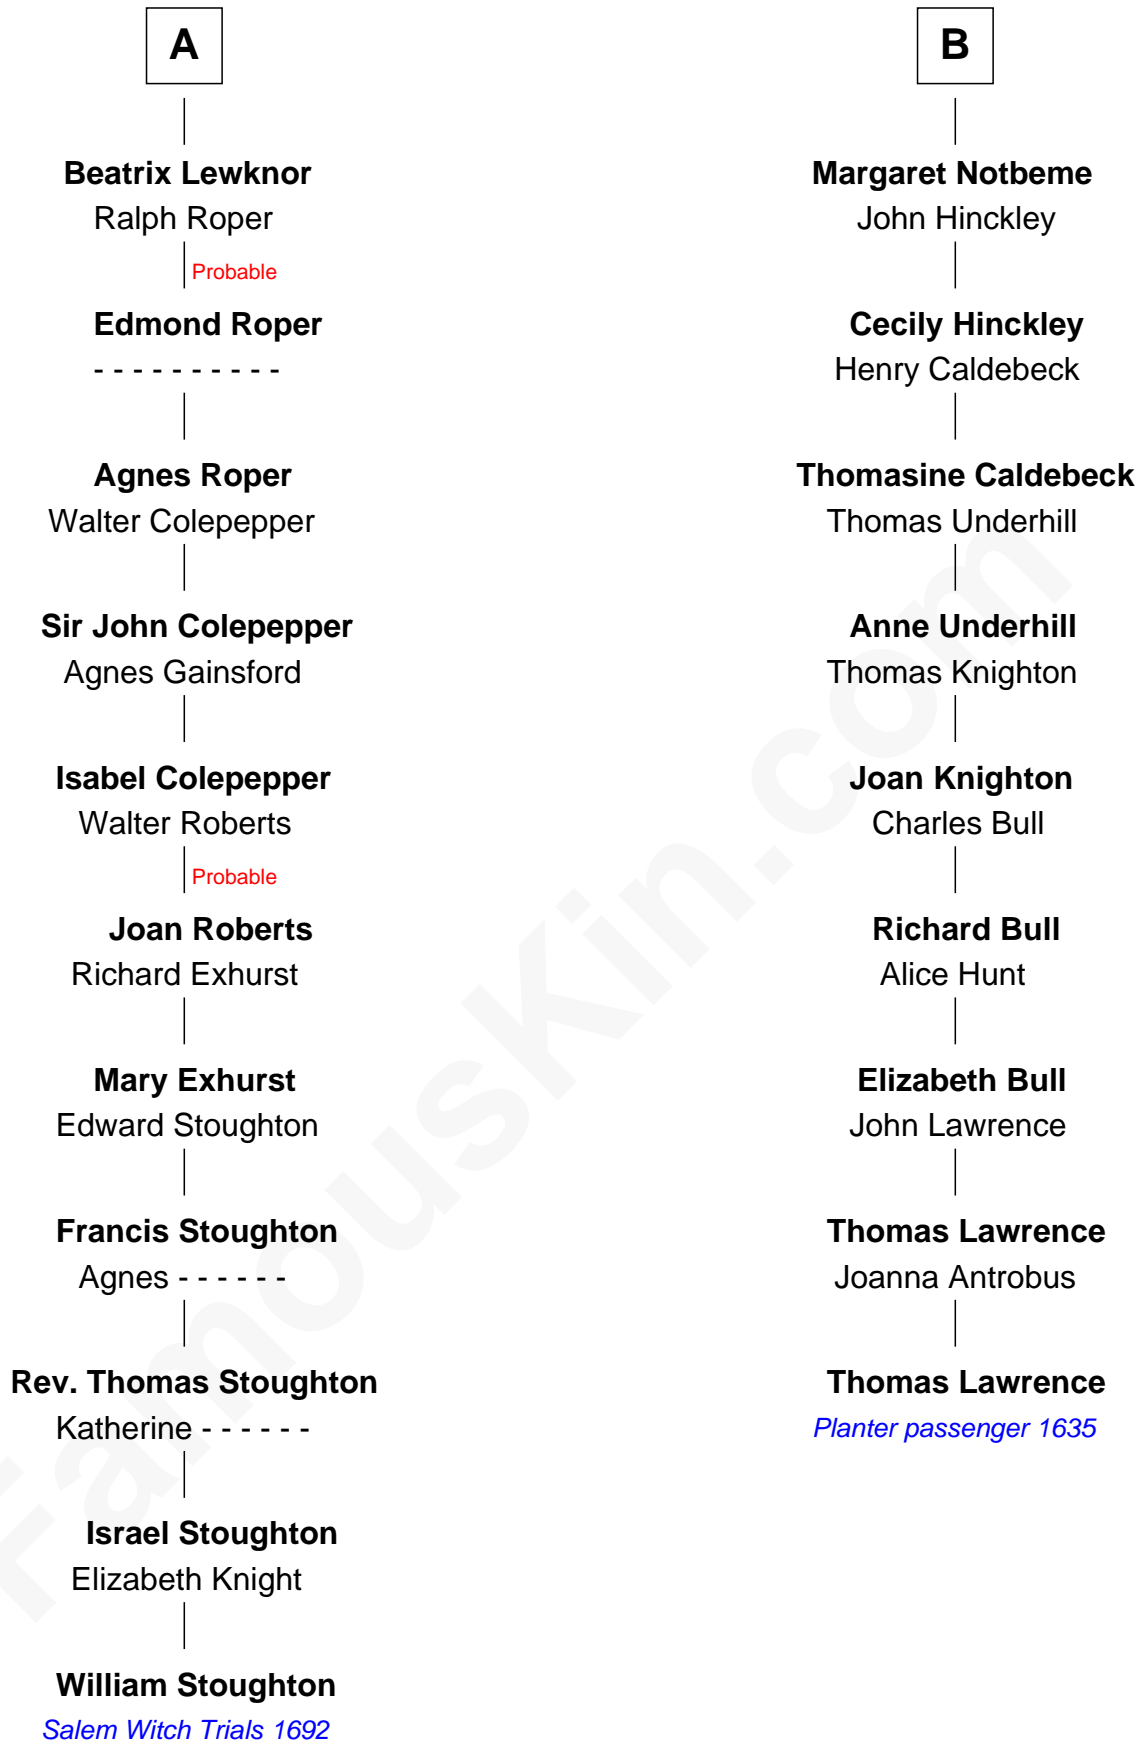 A
Beatrix Lewknor
Ralph Roper
Probable
Edmond Roper
- - - - - - - - - -
Agnes Roper
Walter Colepepper
Sir John Colepepper
Agnes Gainsford
Isabel Colepepper
Walter Roberts
Probable
Joan Roberts
Richard Exhurst
Mary Exhurst
Edward Stoughton
Francis Stoughton
Agnes - - - - - -
Rev. Thomas Stoughton
Katherine - - - - - -
Israel Stoughton
Elizabeth Knight
William Stoughton
Salem Witch Trials 1692
B
Margaret Notbeme
John Hinckley
Cecily Hinckley
Henry Caldebeck
Thomasine Caldebeck
Thomas Underhill
Anne Underhill
Thomas Knighton
Joan Knighton
Charles Bull
Richard Bull
Alice Hunt
Elizabeth Bull
John Lawrence
Thomas Lawrence
Joanna Antrobus
Thomas Lawrence
Planter passenger 1635
FamousKin.com